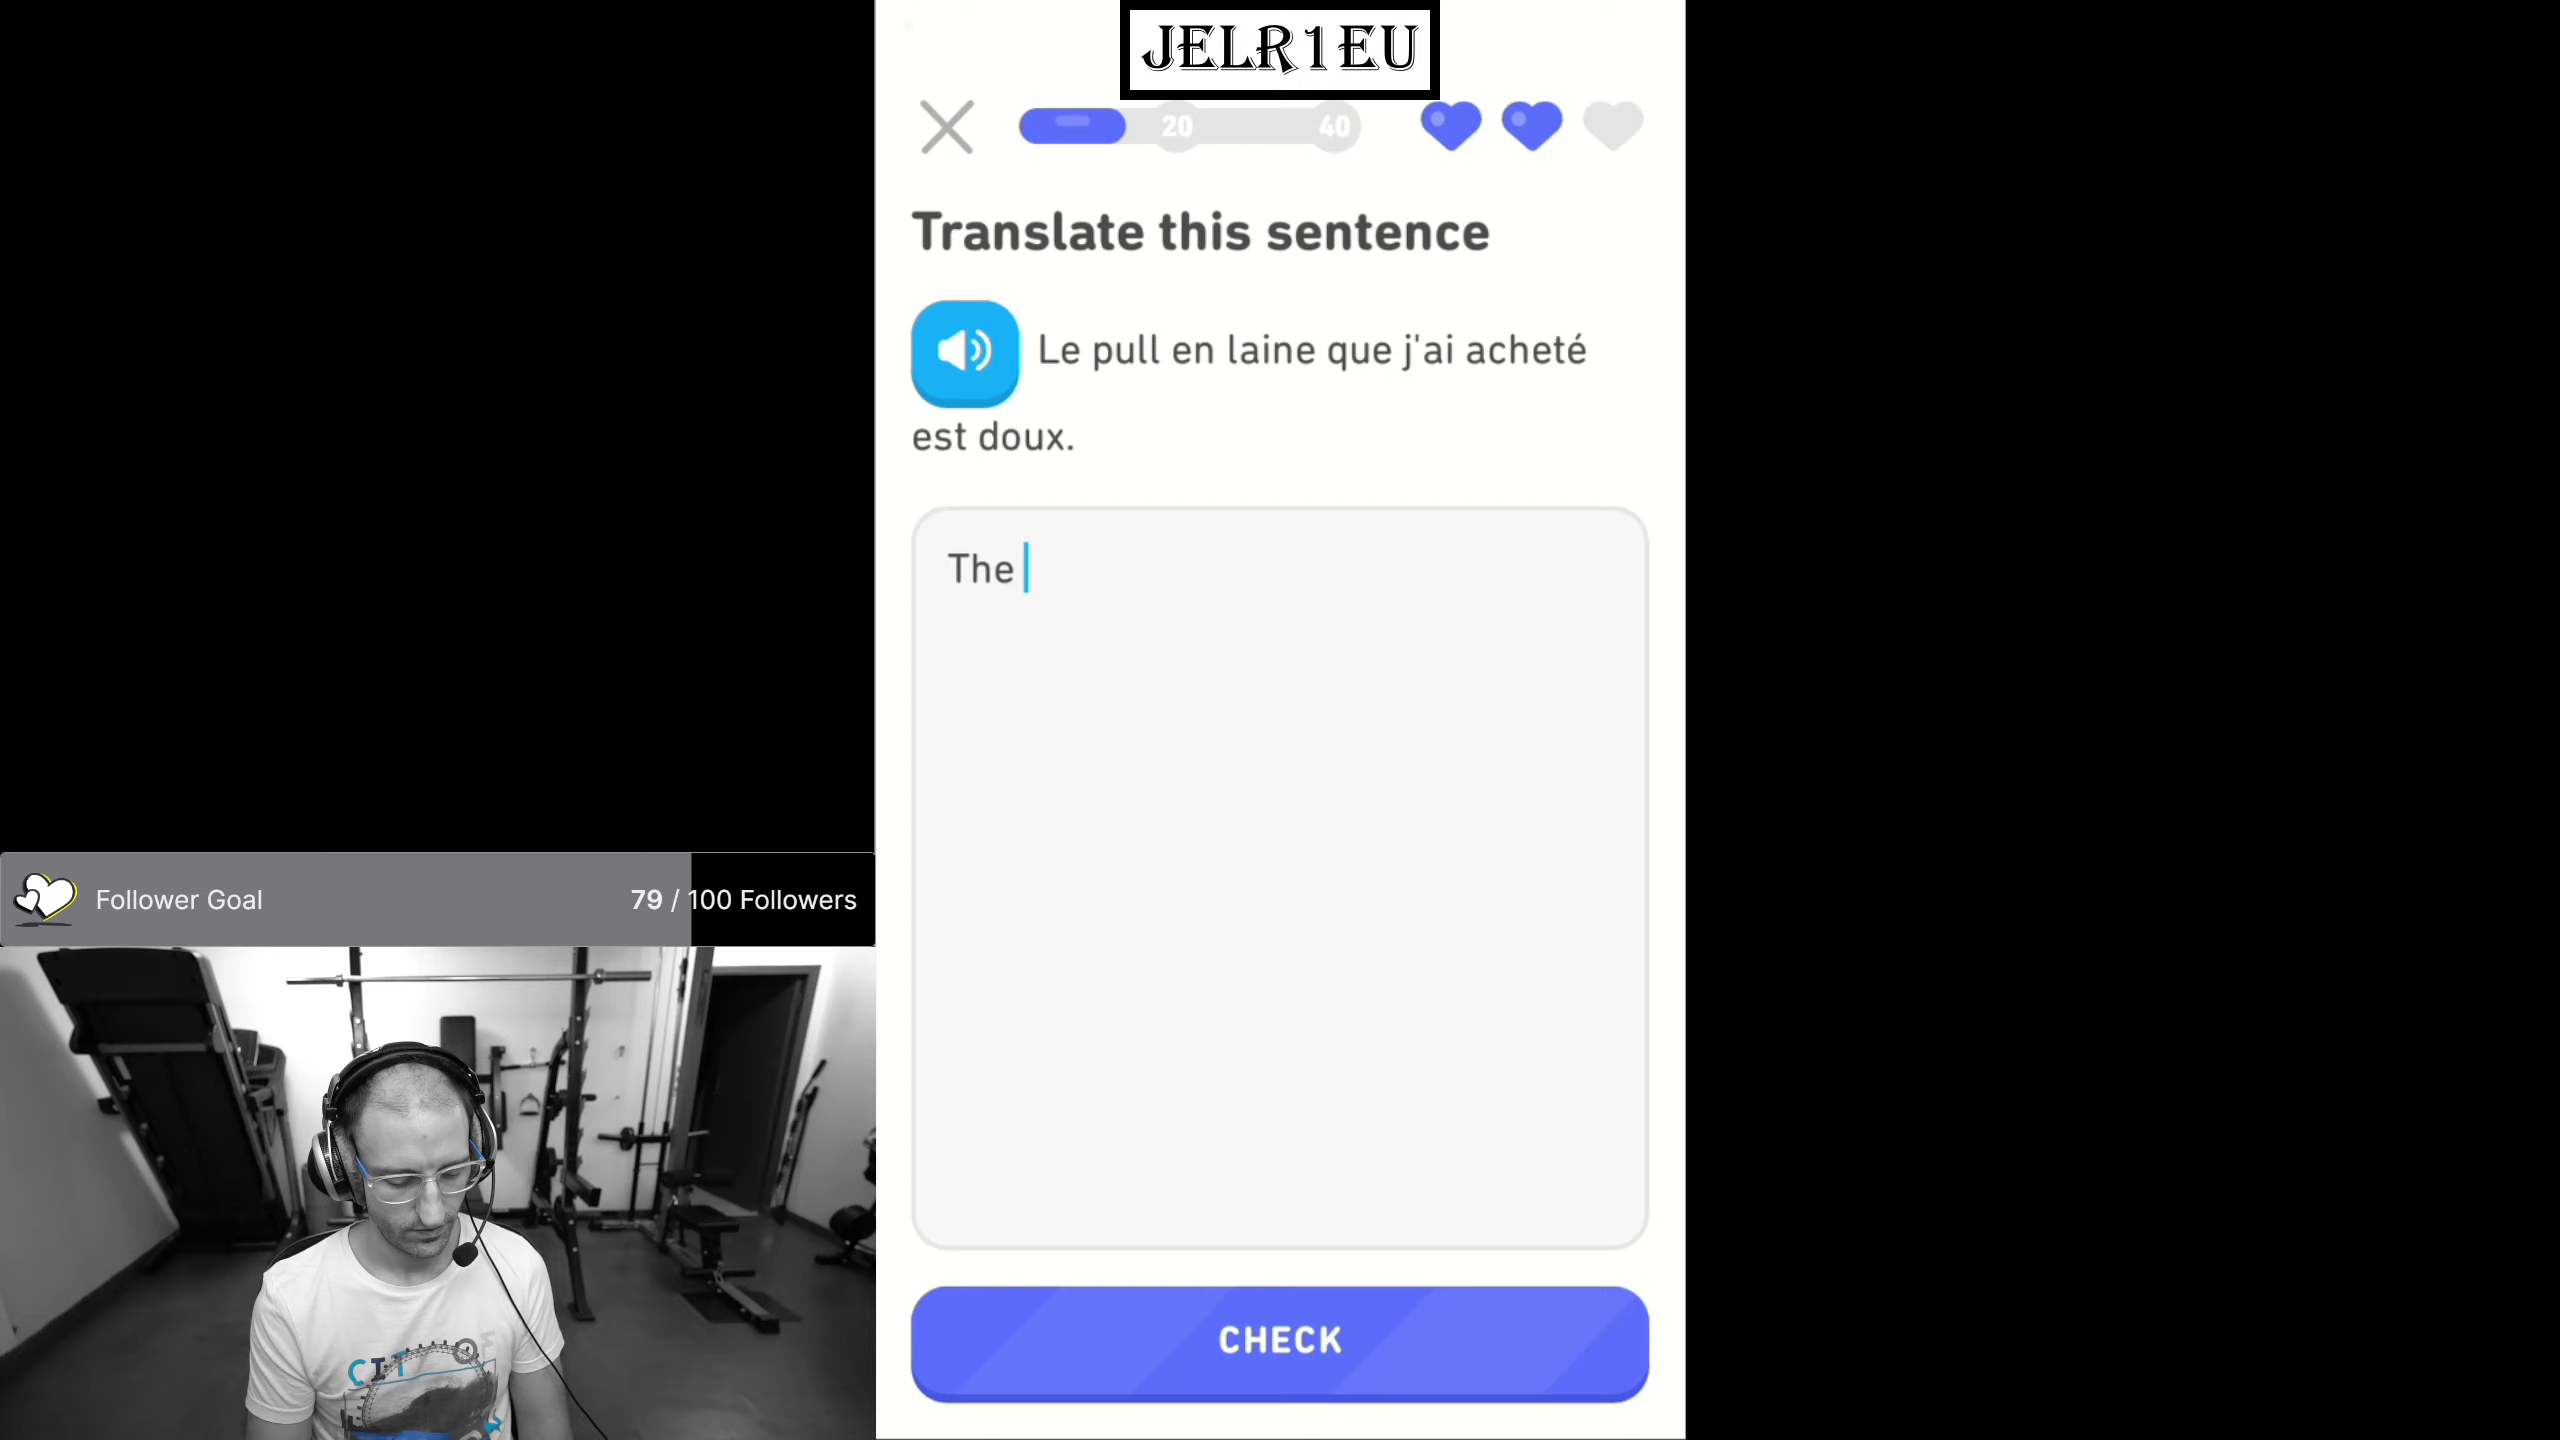 JELR1EU
20
40
Translate this sentence
Le pull en laine que j'ai acheté
est doux.
The
Follower Goal
79 / 100 Followers
CHECK